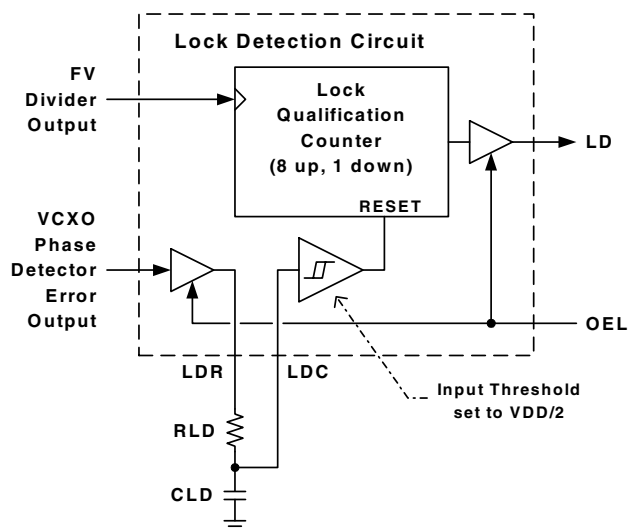 Lock Detection Circuit
FV
Divider
Output
Lock
Qualification
Counter
(8 up, 1 down)
RESET
LD
VCXO
Phase
Detector
Error
Output
OEL
LDR
LDC
Input Threshold
set to VDD/2
RLD
CLD